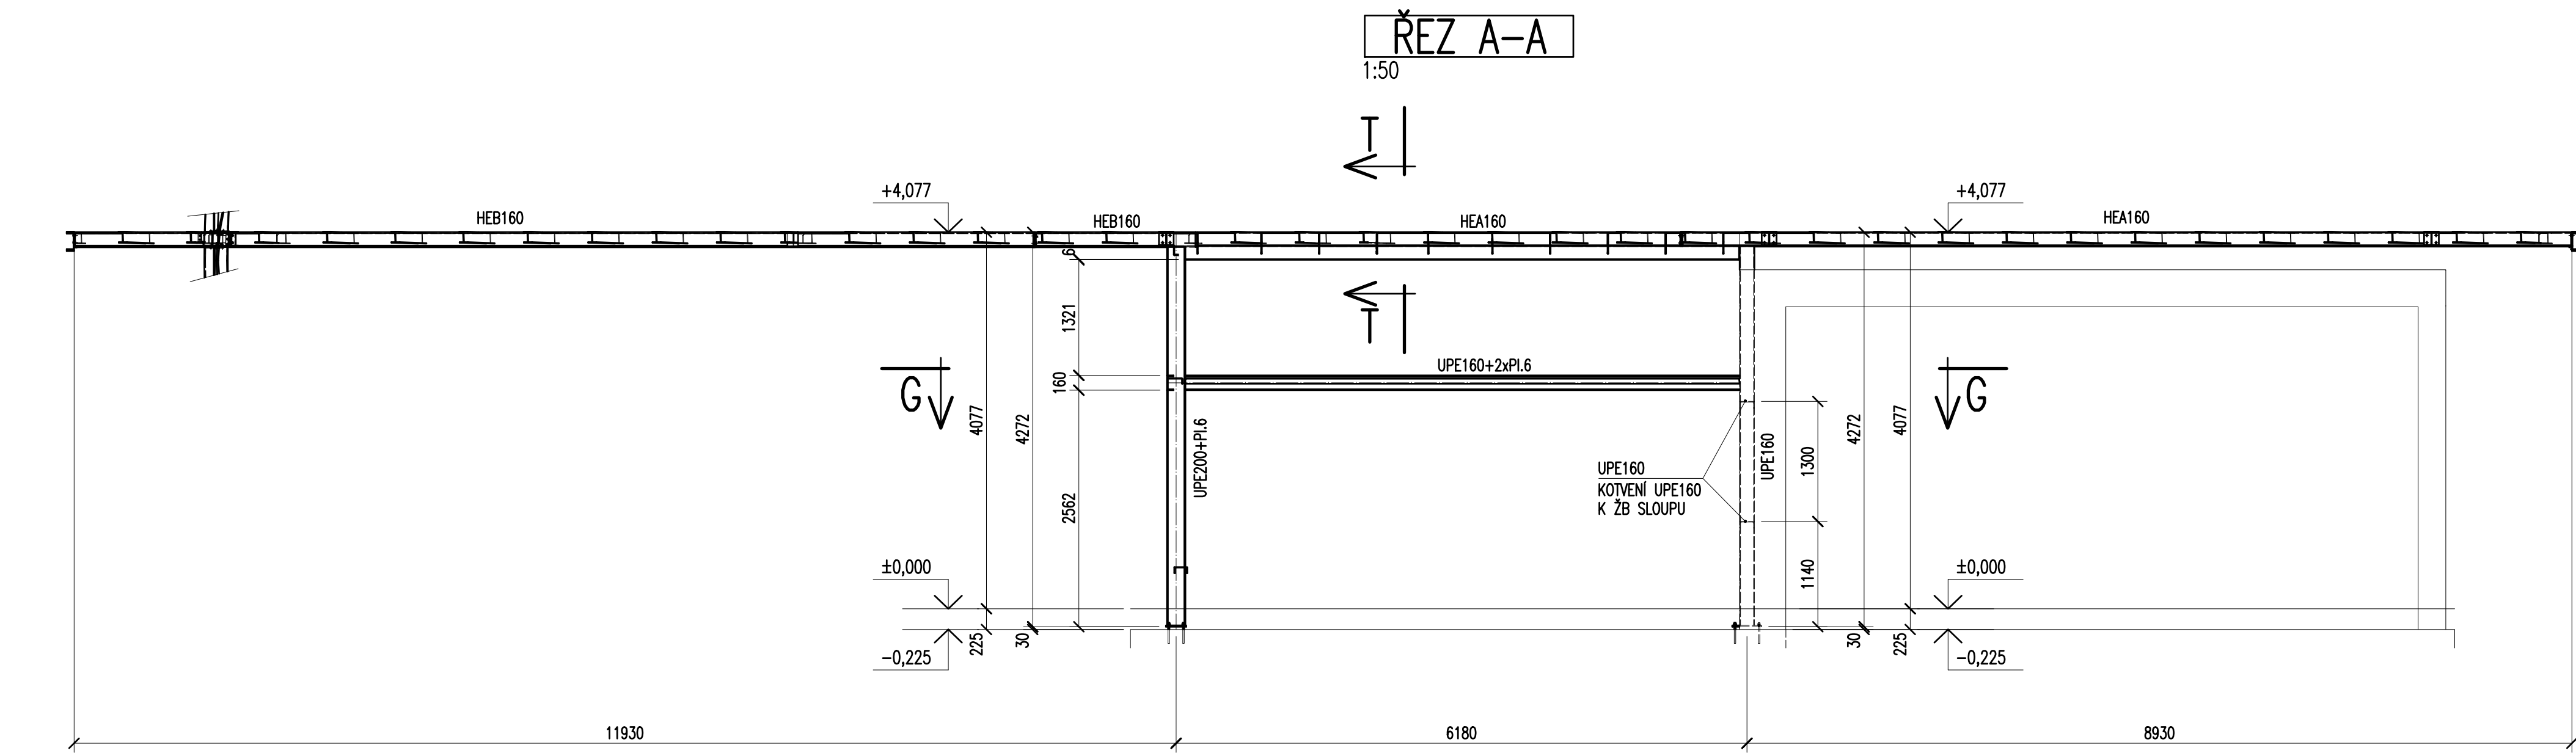 ŘEZ A-A
1:50
T
+4,077
+4,077
HEB160
HEB160
HEA160
HEA160
6
1321
T
UPE160+2xPl.6
160
G
G
4077
4272
4272
4077
UPE200+Pl.6
UPE160
1300
UPE160
KOTVENÍ UPE160
K ŽB SLOUPU
2562
1140
±0,000
±0,000
225
30
30
225
-0,225
-0,225
11930
6180
8930